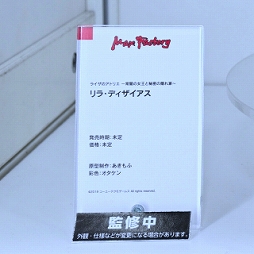 Max Factory
ライザのアトリエ ～常闇の女王と秘密の隠れ家～
リラ・ディザイアス
発売時期:未定
価格:未定
原型制作:あきもふ
彩色:オタケン
監修中
外観・仕様などが変更になる場合があります。